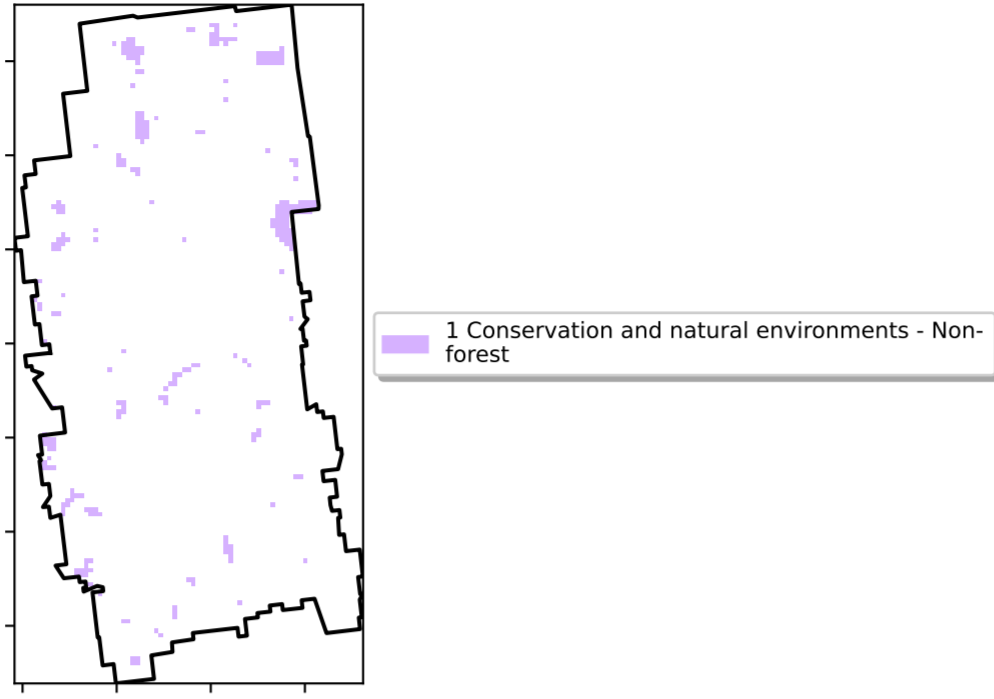 1 Conservation and natural environments - Non-
forest